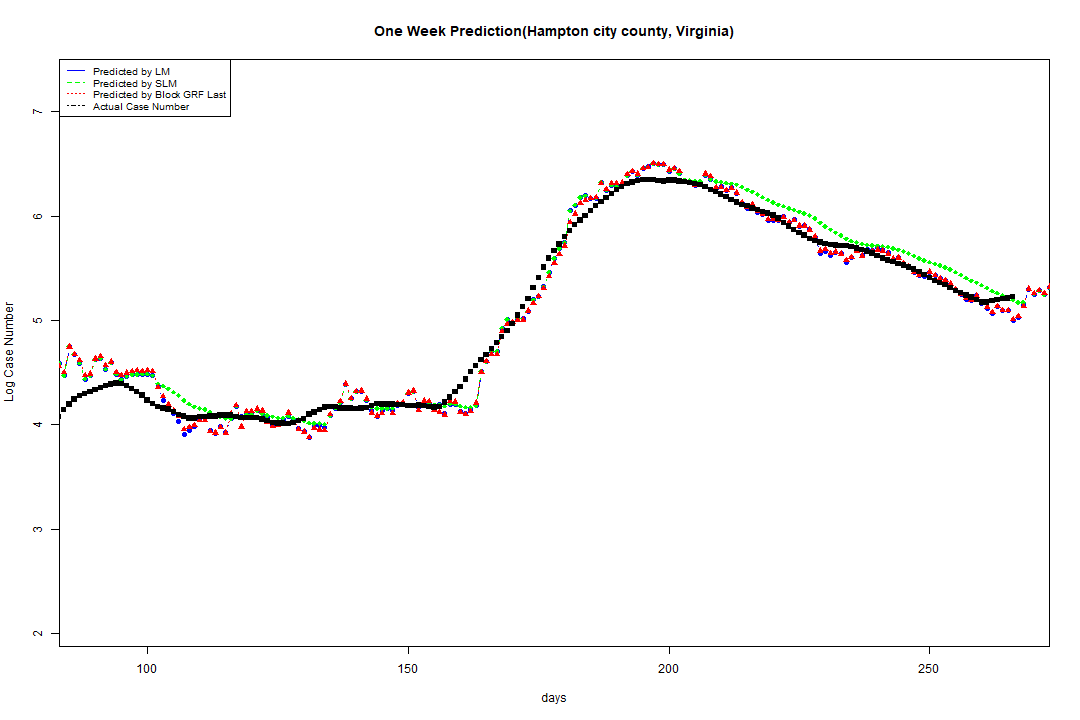 One Week Prediction(Hampton city county, Virginia)
Predicted by LM
Predicted by SLM
Predicted by Block GRF Last
Actual Case Number
7
6
5
4
3
2
Log Case Number
100 150 200 250
days